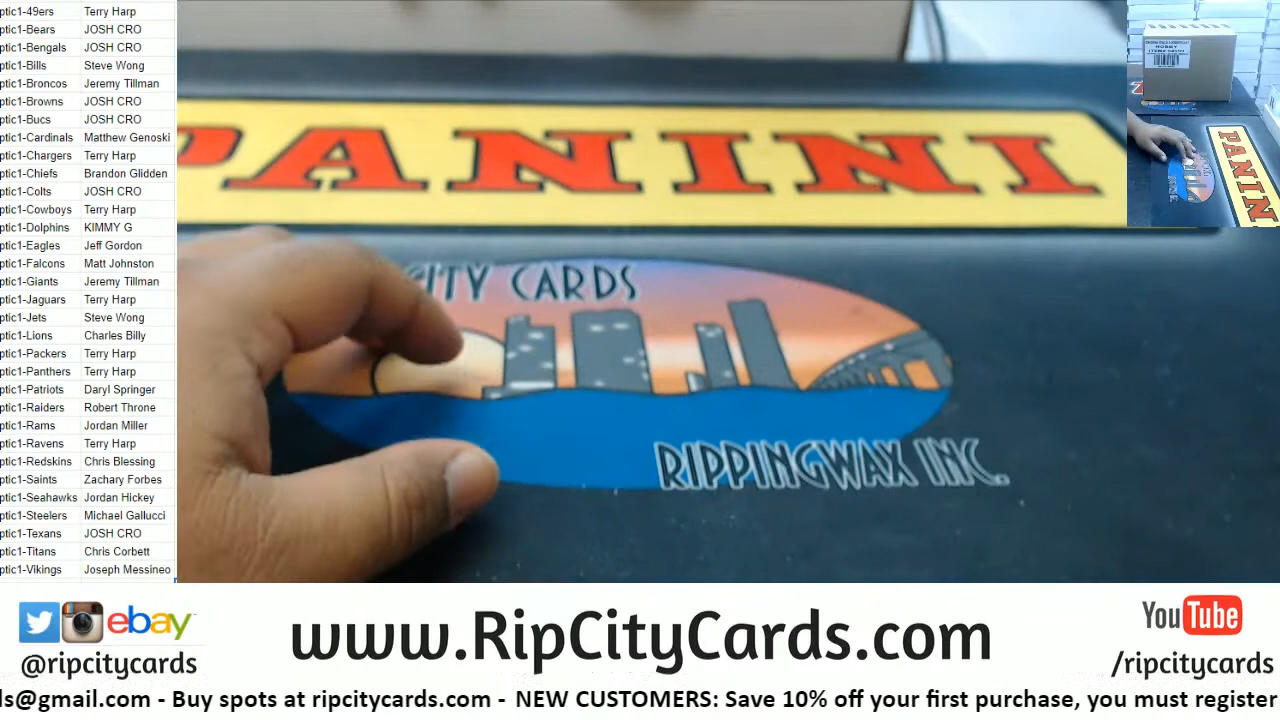 ptic1-49ers Terry Harp
ptic1-Bears JOSH CRO
ptic1-Bengals JOSH CRO
ptic1-Bills Steve Wong
ptic1-Broncos Jeremy Tillman
ptic1-Browns JOSH CRO
ptic1-Bucs JOSH CRO
ptic1-Cardinals Matthew Genoski
ptic1-Chargers Terry Harp
ptic1-Chiefs Brandon Glidden
ptic1-Colts JOSH CRO
ptic1-Cowboys Terry Harp
ptic1-Dolphins KIMMY G
ptic1-Eagles Jeff Gordon
ptic1-Falcons Matt Johnston
ptic1-Giants Jeremy Tillman
ptic1-Jaguars Terry Harp
ptic1-Jets Steve Wong
ptic1-Lions Charles Billy
ptic1-Packers Terry Harp
ptic1-Panthers Terry Harp
ptic1-Patriots Daryl Springer
ptic1-Raiders Robert Throne
ptic1-Rams Jordan Miller
ptic1-Ravens Terry Harp
ptic1-Redskins Chris Blessing
ptic1-Saints Zachary Forbes
ptic1-Seahawks Jordan Hickey
ptic1-Steelers Michael Gallucci
ptic1-Texans JOSH CRO
ptic1-Titans Chris Corbett
ptic1-Vikings Joseph Messineo
PANINI
CITY CARDS
RIPPINGWAX INC.
HOBBY
PANINI
ebay
@ripcitycards
www.RipCityCards.com
YouTube
/ripcitycards
ds@gmail.com - Buy spots at ripcitycards.com - NEW CUSTOMERS: Save 10% off your first purchase, you must register